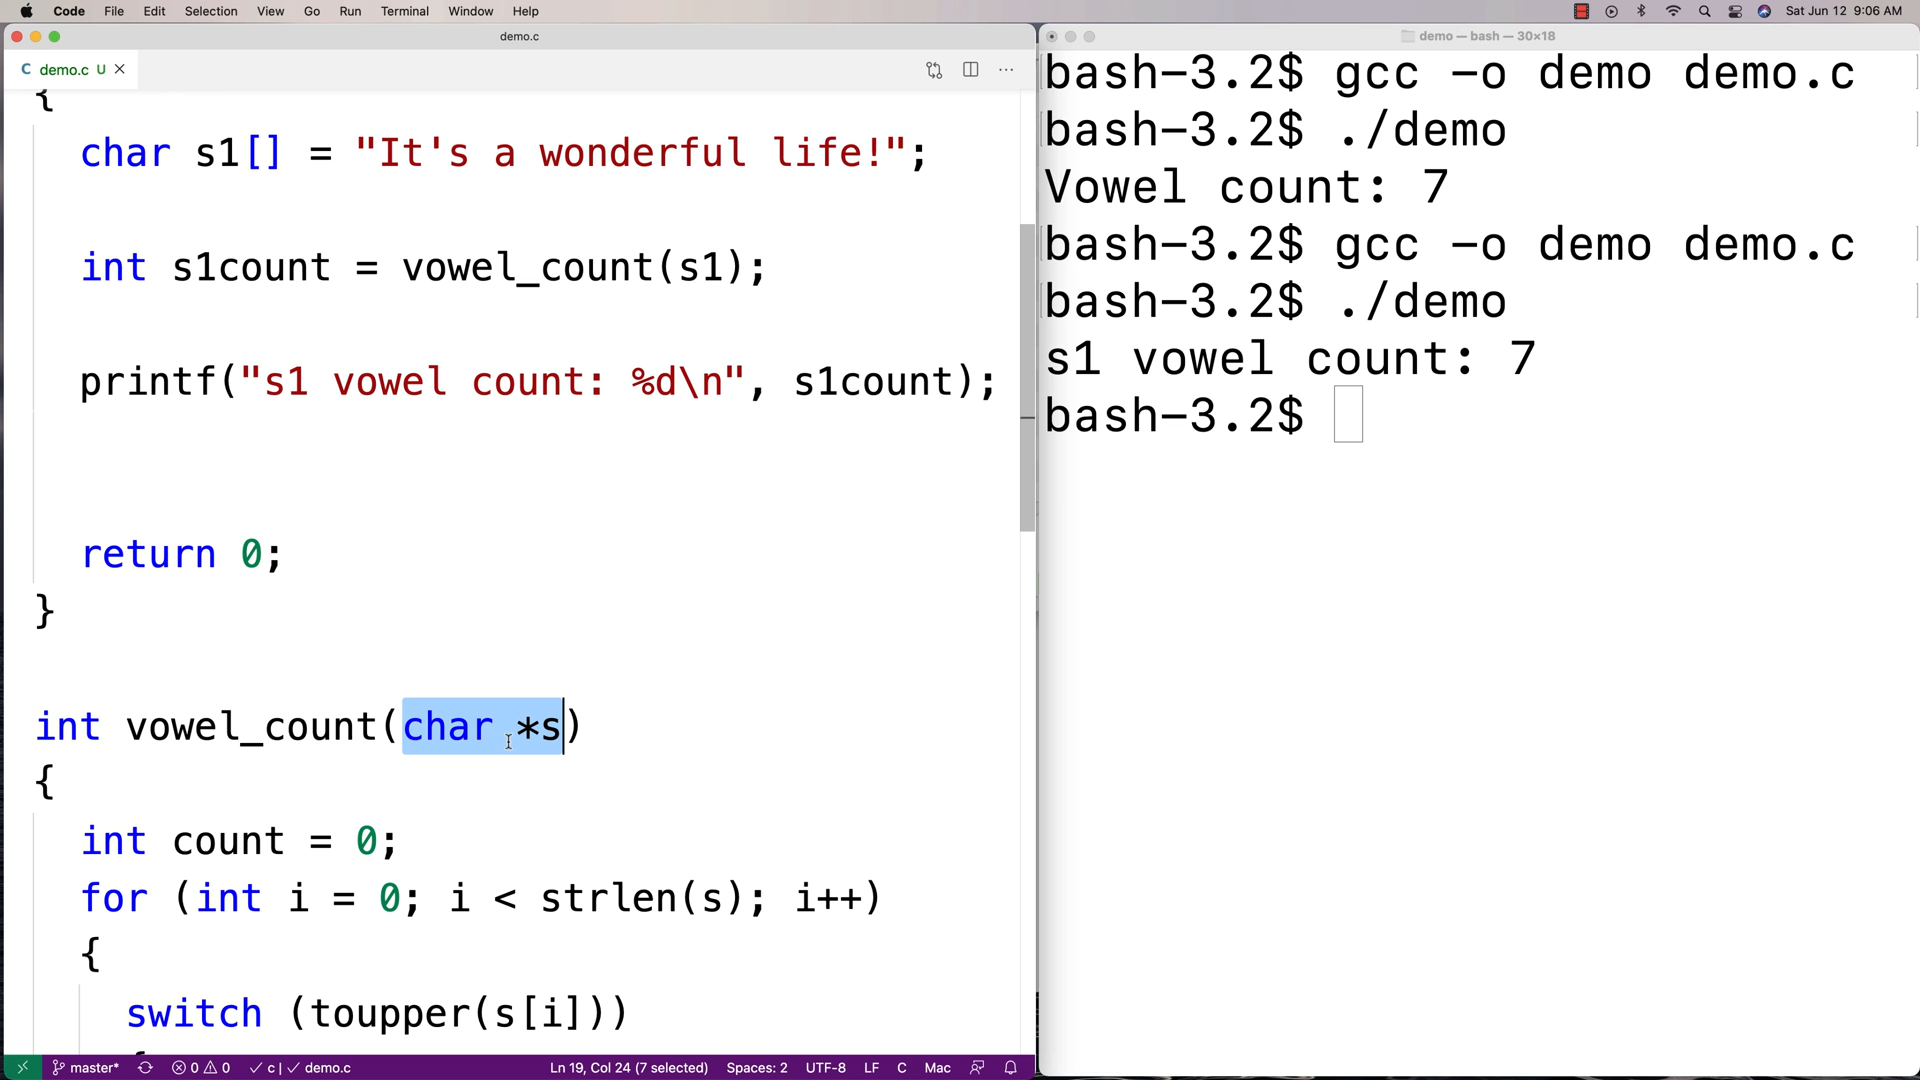 Code File Edit Selection View Go Run Terminal Window Help Sat Jun 12 9:06 AM
demo.c
C demo.c U
{
char s1[] = "It's a wonderful life!";
int s1count = vowel_count(s1);
printf("s1 vowel count: %d\n", s1count);
return 0;
}
int vowel_count(char *s)
{
int count = 0;
for (int i = 0; i < strlen(s); i++)
{
switch (toupper(s[i]))
master* 0 0 c | demo.c Ln 19, Col 24 (7 selected) Spaces: 2 UTF-8 LF C Mac
demo — bash — 30×18
bash-3.2$ gcc -o demo demo.c
bash-3.2$ ./demo
Vowel count: 7
bash-3.2$ gcc -o demo demo.c
bash-3.2$ ./demo
s1 vowel count: 7
bash-3.2$